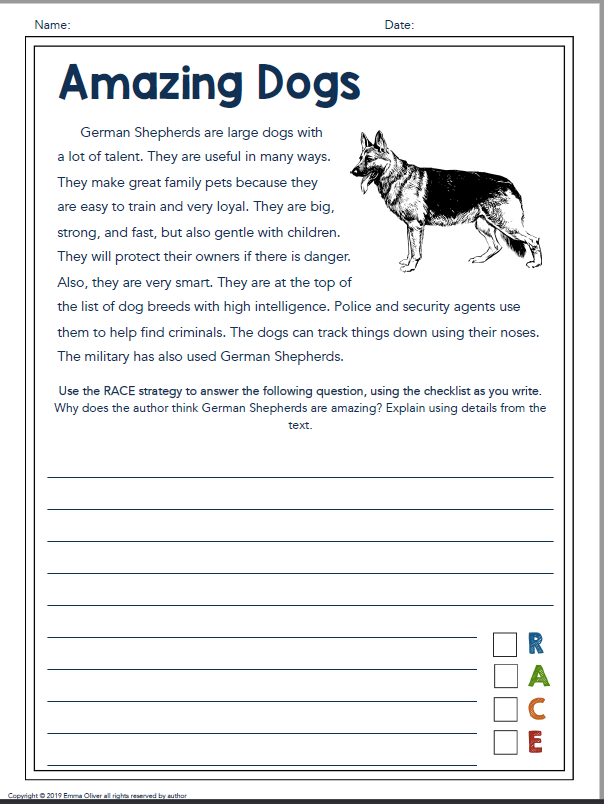 Name: Date:
Amazing Dogs
German Shepherds are large dogs with
a lot of talent. They are useful in many ways.
They make great family pets because they
are easy to train and very loyal. They are big,
strong, and fast, but also gentle with children.
They will protect their owners if there is danger.
Also, they are very smart. They are at the top of
the list of dog breeds with high intelligence. Police and security agents use
them to help find criminals. The dogs can track things down using their noses.
The military has also used German Shepherds.
Use the RACE strategy to answer the following question, using the checklist as you write.
Why does the author think German Shepherds are amazing? Explain using details from the
text.
R
A
C
E
Copyright © 2019 Emma Oliver all rights reserved by author